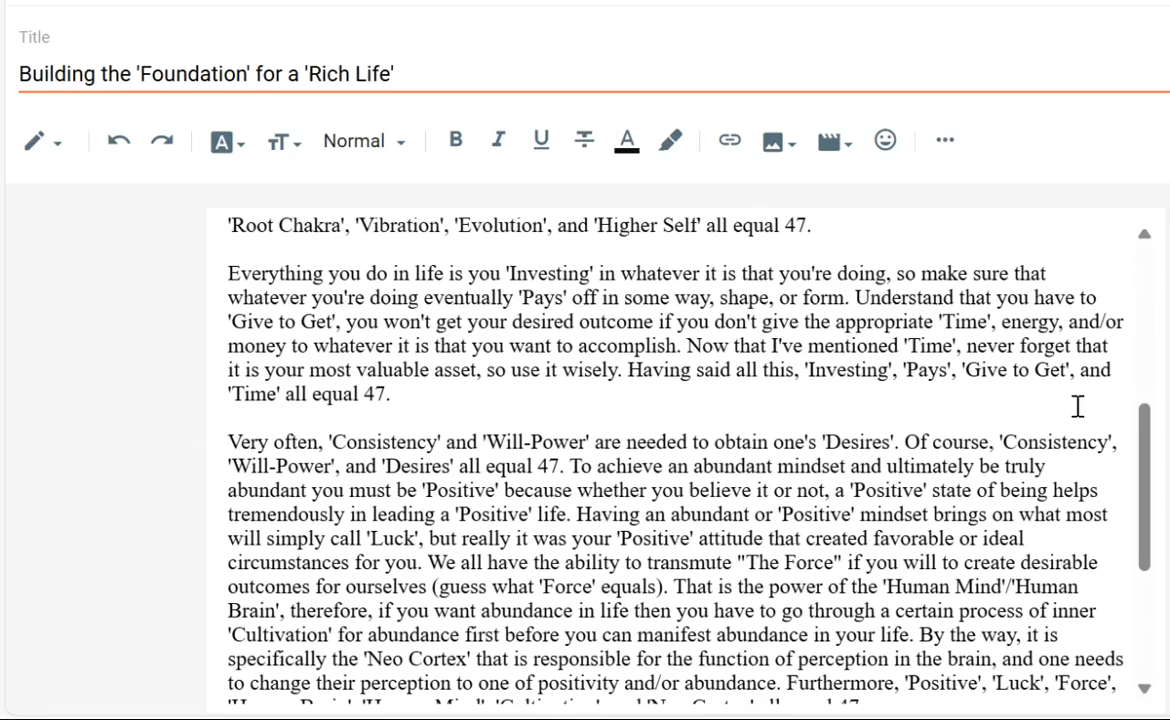 Title
Building the 'Foundation' for a 'Rich Life'
A
TT
Normal
B
I
U
A
'Root Chakra', 'Vibration', 'Evolution', and 'Higher Self' all equal 47.
Everything you do in life is you 'Investing' in whatever it is that you're doing, so make sure that
whatever you're doing eventually 'Pays' off in some way, shape, or form. Understand that you have to
'Give to Get', you won't get your desired outcome if you don't give the appropriate 'Time', energy, and/or
money to whatever it is that you want to accomplish. Now that I've mentioned 'Time', never forget that
it is your most valuable asset, so use it wisely. Having said all this, 'Investing', 'Pays', 'Give to Get', and
'Time' all equal 47.
Very often, 'Consistency' and 'Will-Power' are needed to obtain one's 'Desires'. Of course, 'Consistency',
'Will-Power', and 'Desires' all equal 47. To achieve an abundant mindset and ultimately be truly
abundant you must be 'Positive' because whether you believe it or not, a 'Positive' state of being helps
tremendously in leading a 'Positive' life. Having an abundant or 'Positive' mindset brings on what most
will simply call 'Luck', but really it was your 'Positive' attitude that created favorable or ideal
circumstances for you. We all have the ability to transmute "The Force" if you will to create desirable
outcomes for ourselves (guess what 'Force' equals). That is the power of the 'Human Mind'/'Human
Brain', therefore, if you want abundance in life then you have to go through a certain process of inner
'Cultivation' for abundance first before you can manifest abundance in your life. By the way, it is
specifically the 'Neo Cortex' that is responsible for the function of perception in the brain, and one needs
to change their perception to one of positivity and/or abundance. Furthermore, 'Positive', 'Luck', 'Force',